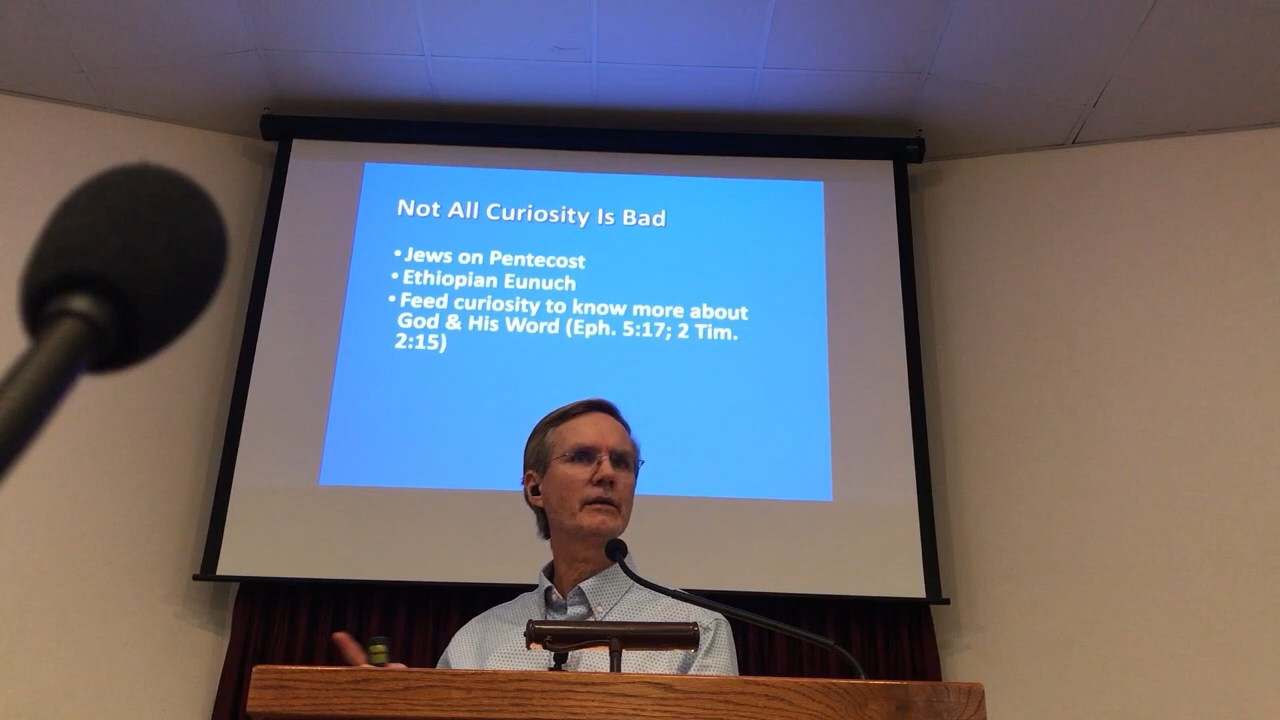 Not All Curiosity Is Bad
• Jews on Pentecost
• Ethiopian Eunuch
• Feed curiosity to know more about
God & His Word (Eph. 5:17; 2 Tim.
2:15)